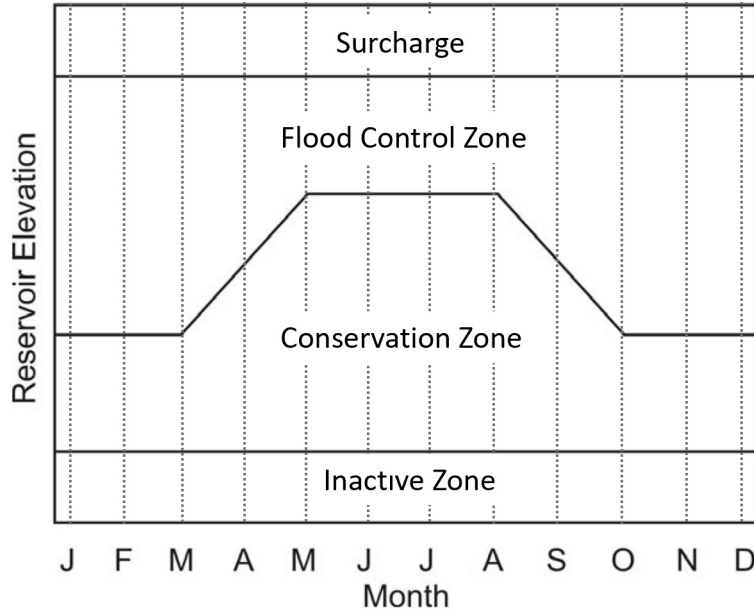 Surcharge
Flood Control Zone
Reservoir Elevation
Conservation Zone
Inactive Zone
J F M A M J J A S O N D
Month